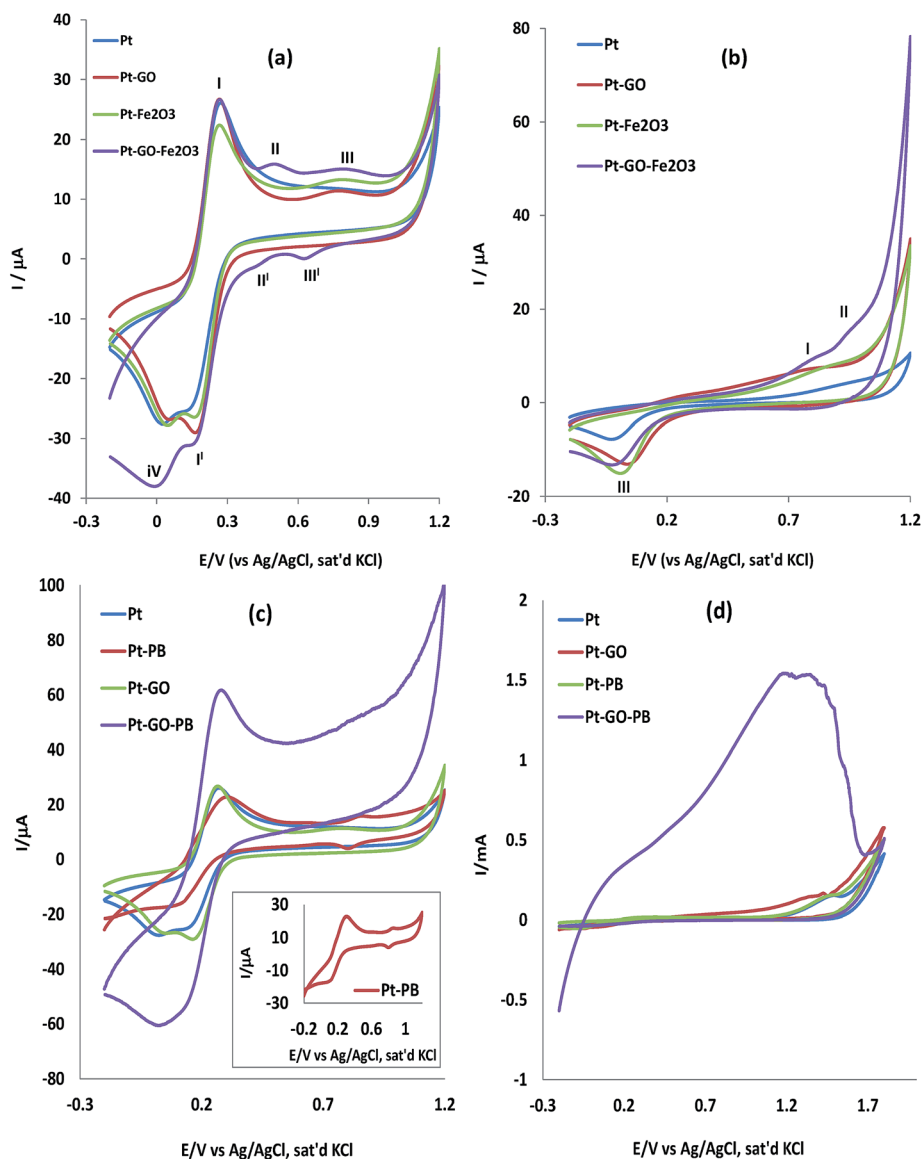 (a)
Pt
Pt-GO
Pt-Fe2O3
Pt-GO-Fe2O3
I
II
III
II^I
III^I
iV
I^I
40
30
20
10
0
-10
-20
-30
-40
I / µA
-0.3 0 0.3 0.6 0.9 1.2
E/V (vs Ag/AgCl, sat'd KCl)
(b)
Pt
Pt-GO
Pt-Fe2O3
Pt-GO-Fe2O3
II
I
III
80
60
40
20
0
-20
I / µA
-0.3 0.2 0.7 1.2
E/V (vs Ag/AgCl, sat'd KCl)
(c)
Pt
Pt-PB
Pt-GO
Pt-GO-PB
100
80
60
40
20
0
-20
-40
-60
-80
I/µA
-0.3 0.2 0.7 1.2
E/V vs Ag/AgCl, sat'd KCl
30
10
-10
-30
I/µA
Pt-PB
-0.2 0.2 0.6 1
E/V vs Ag/AgCl, sat'd KCl
(d)
Pt
Pt-GO
Pt-PB
Pt-GO-PB
2
1.5
1
0.5
0
-0.5
-1
I/mA
-0.3 0.2 0.7 1.2 1.7
E/V vs Ag/AgCl, sat'd KCl